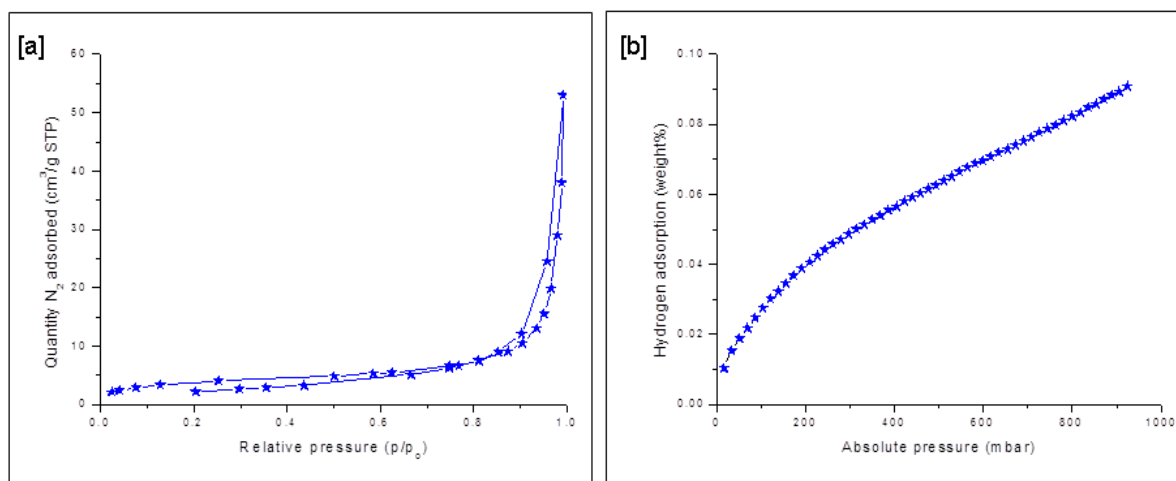 [a]
60
50
40
30
20
10
0
Quantity N₂ adsorbed (cm³/g STP)
0.0 0.2 0.4 0.6 0.8 1.0
Relative pressure (p/p₀)
[b]
0.10
0.08
0.06
0.04
0.02
0.00
Hydrogen adsorption (weight%)
0 200 400 600 800 1000
Absolute pressure (mbar)